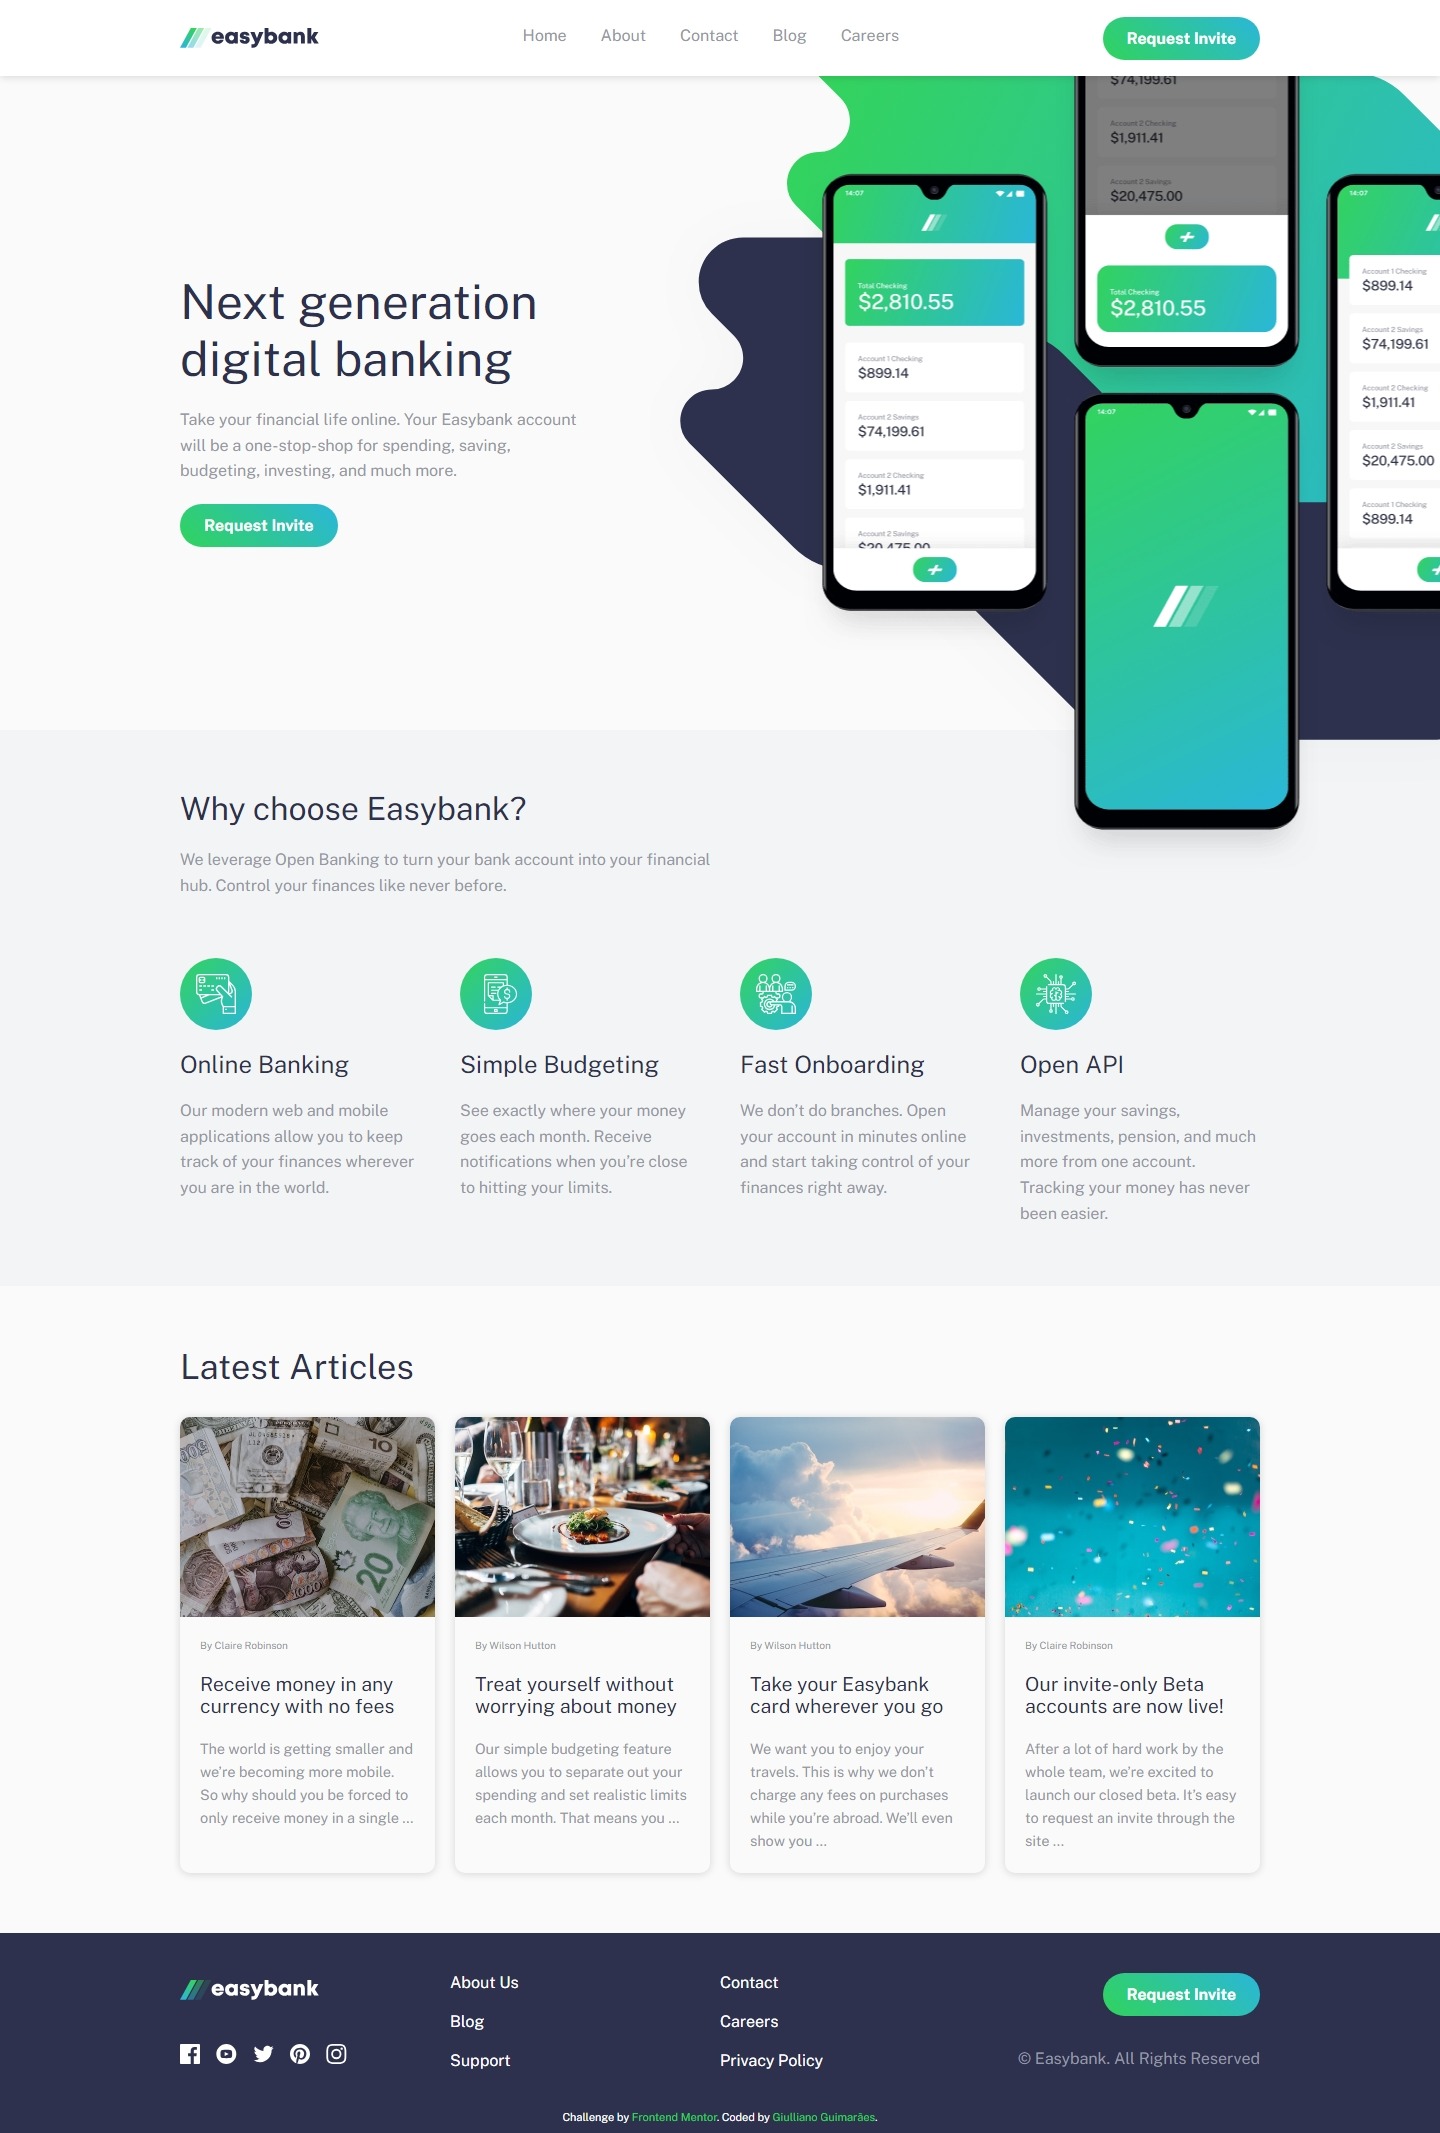 easybank
Home
About
Contact
Blog
Careers
Request Invite
$74,199.61
Account 2 Checking
$1,911.41
Account 2 Savings
$20,475.00
Total Checking
$2,810.55
14:07
Total Checking
$2,810.55
Account 1 Checking
$899.14
Account 2 Savings
$74,199.61
Account 2 Checking
$1,911.41
Account 2 Savings
$20,475.00
14:07
Account 1 Checking
$899.14
Account 2 Savings
$74,199.61
Account 2 Checking
$1,911.41
Account 2 Savings
$20,475.00
Account 1 Checking
$899.14
14:07
Next generation
digital banking
Take your financial life online. Your Easybank account
will be a one-stop-shop for spending, saving,
budgeting, investing, and much more.
Request Invite
Why choose Easybank?
We leverage Open Banking to turn your bank account into your financial
hub. Control your finances like never before.
Online Banking
Our modern web and mobile
applications allow you to keep
track of your finances wherever
you are in the world.
Simple Budgeting
See exactly where your money
goes each month. Receive
notifications when you're close
to hitting your limits.
Fast Onboarding
We don't do branches. Open
your account in minutes online
and start taking control of your
finances right away.
Open API
Manage your savings,
investments, pension, and much
more from one account.
Tracking your money has never
been easier.
Latest Articles
10
20
1000
By Claire Robinson
Receive money in any
currency with no fees
The world is getting smaller and
we're becoming more mobile.
So why should you be forced to
only receive money in a single ...
By Wilson Hutton
Treat yourself without
worrying about money
Our simple budgeting feature
allows you to separate out your
spending and set realistic limits
each month. That means you ...
By Wilson Hutton
Take your Easybank
card wherever you go
We want you to enjoy your
travels. This is why we don't
charge any fees on purchases
while you're abroad. We'll even
show you ...
By Claire Robinson
Our invite-only Beta
accounts are now live!
After a lot of hard work by the
whole team, we're excited to
launch our closed beta. It's easy
to request an invite through the
site ...
easybank
About Us
Blog
Support
Contact
Careers
Privacy Policy
Request Invite
© Easybank. All Rights Reserved
Challenge by Frontend Mentor. Coded by Giulliano Guimarães.